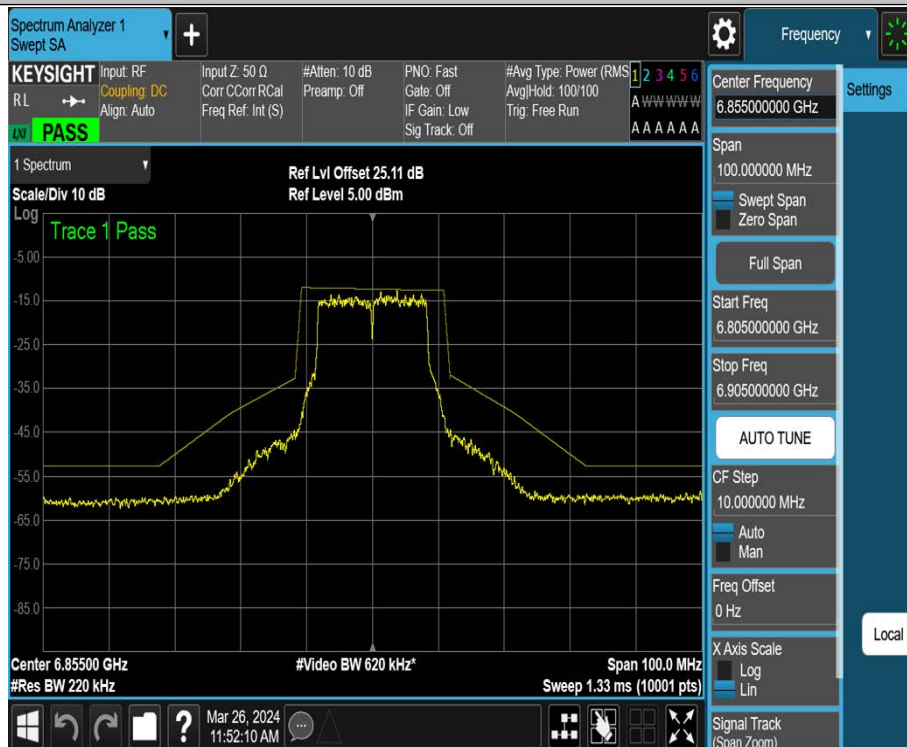 Spectrum Analyzer 1
Swept SA
+
Frequency
KEYSIGHT
R L
LXI
PASS
Input: RF
Coupling: DC
Align: Auto
Input Z: 50 Ω
Corr CCorr RCal
Freq Ref: Int (S)
#Atten: 10 dB
Preamp: Off
PNO: Fast
Gate: Off
IF Gain: Low
Sig Track: Off
#Avg Type: Power (RMS
Avg|Hold: 100/100
Trig: Free Run
1 2 3 4 5 6
A W W W W W
A A A A A A
1 Spectrum
Scale/Div 10 dB
Ref Lvl Offset 25.11 dB
Ref Level 5.00 dBm
Log
Trace 1 Pass
-5.00
-15.0
-25.0
-35.0
-45.0
-55.0
-65.0
-75.0
-85.0
Center 6.85500 GHz
#Res BW 220 kHz
#Video BW 620 kHz*
Span 100.0 MHz
Sweep 1.33 ms (10001 pts)
?
Mar 26, 2024
11:52:10 AM
Center Frequency
6.855000000 GHz
Span
100.000000 MHz
Swept Span
Zero Span
Full Span
Start Freq
6.805000000 GHz
Stop Freq
6.905000000 GHz
AUTO TUNE
CF Step
10.000000 MHz
Auto
Man
Freq Offset
0 Hz
X Axis Scale
Log
Lin
Signal Track
(Span Zoom)
Settings
Local